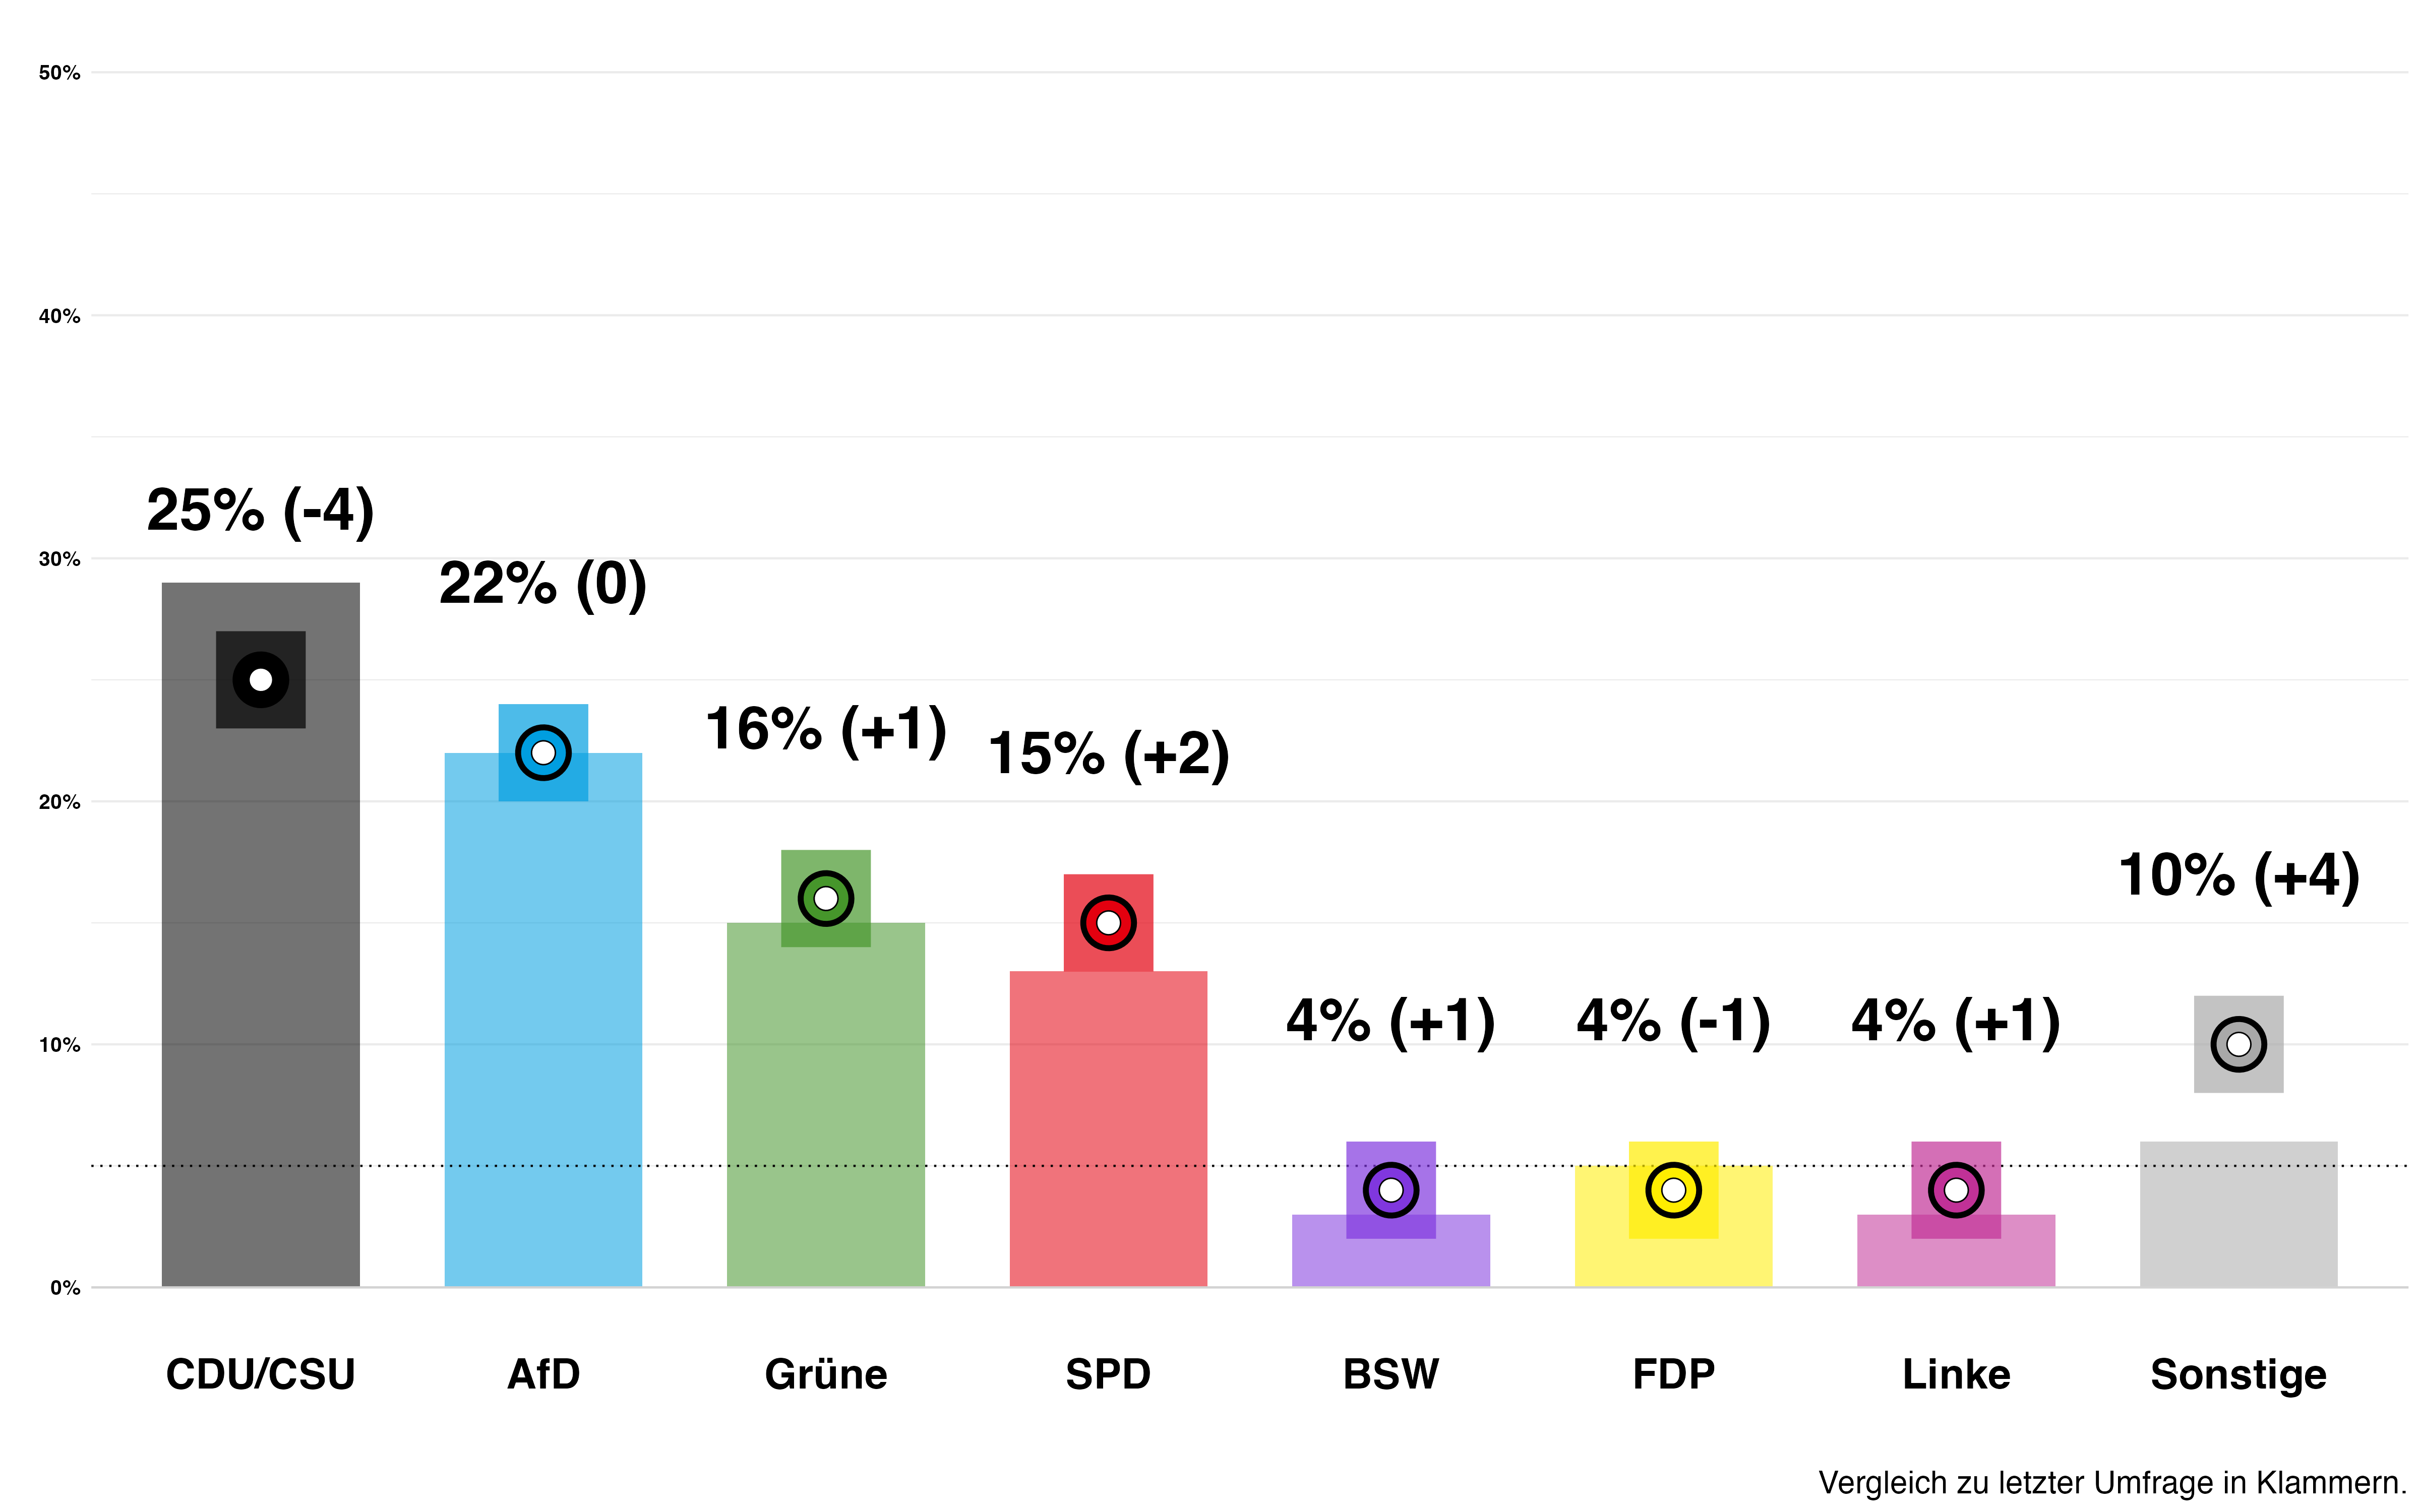 50%
40%
30%
20%
10%
0%
25% (-4)
22% (0)
16% (+1)
15% (+2)
4% (+1)
4% (-1)
4% (+1)
10% (+4)
CDU/CSU
AfD
Grüne
SPD
BSW
FDP
Linke
Sonstige
Vergleich zu letzter Umfrage in Klammern.